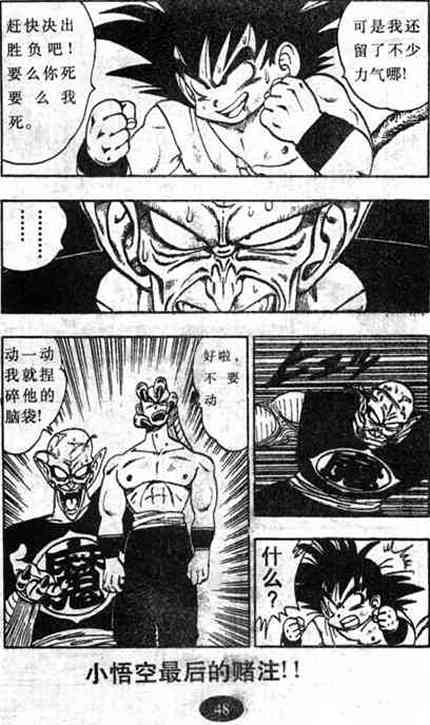 可是我还
留了不少
力气哪!
赶快决出
胜负吧!
要么你死
要么我
死。
…………
什么?
好啦,
不要
动
动一动
我就捏
碎他的
脑袋!
魔
小悟空最后的赌注!!
48